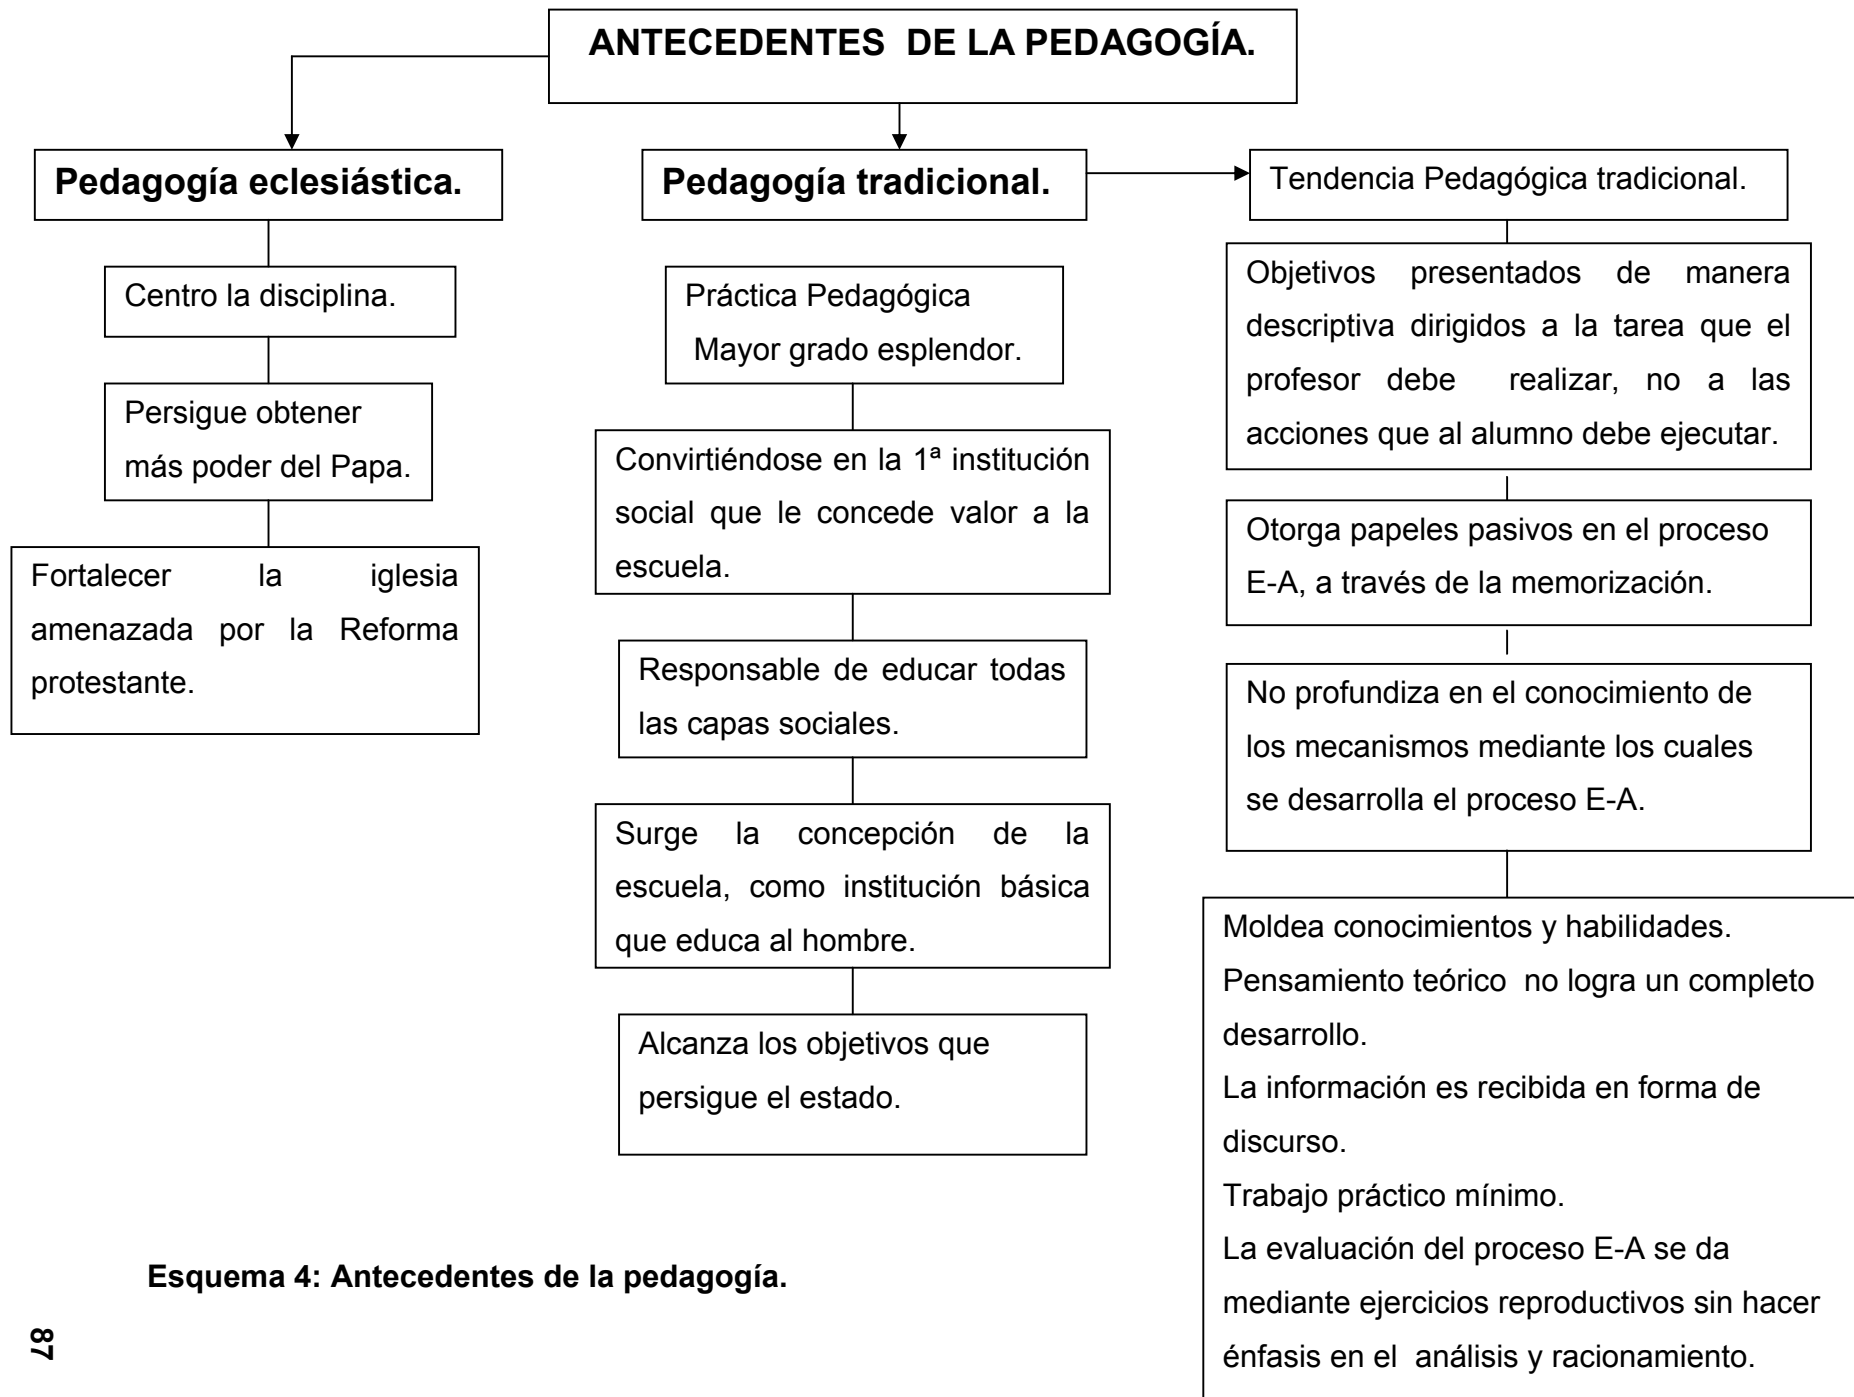 ANTECEDENTES DE LA PEDAGOGÍA.
Pedagogía eclesiástica.
Centro la disciplina.
Persigue obtener
más poder del Papa.
Fortalecer la iglesia
amenazada por la Reforma
protestante.
Pedagogía tradicional.
Práctica Pedagógica
Mayor grado esplendor.
Convirtiéndose en la 1ª institución
social que le concede valor a la
escuela.
Responsable de educar todas
las capas sociales.
Surge la concepción de la
escuela, como institución básica
que educa al hombre.
Alcanza los objetivos que
persigue el estado.
Tendencia Pedagógica tradicional.
Objetivos presentados de manera
descriptiva dirigidos a la tarea que el
profesor debe realizar, no a las
acciones que al alumno debe ejecutar.
Otorga papeles pasivos en el proceso
E-A, a través de la memorización.
No profundiza en el conocimiento de
los mecanismos mediante los cuales
se desarrolla el proceso E-A.
Moldea conocimientos y habilidades.
Pensamiento teórico no logra un completo
desarrollo.
La información es recibida en forma de
discurso.
Trabajo práctico mínimo.
La evaluación del proceso E-A se da
mediante ejercicios reproductivos sin hacer
énfasis en el análisis y racionamiento.
Esquema 4: Antecedentes de la pedagogía.
87